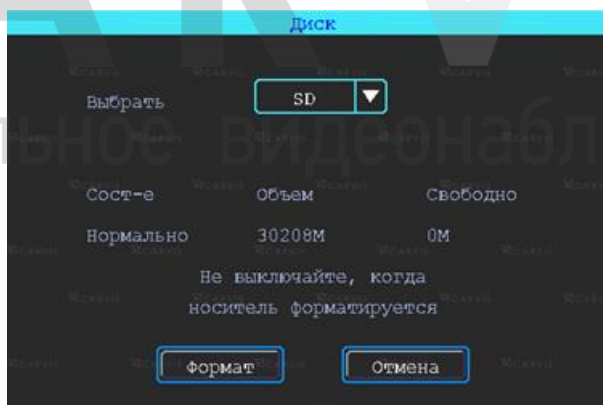 Диск
Выбрать SD
Сост-е Объем Свободно
Нормально 30208M 0M
Не выключайте, когда
носитель форматируется
Формат Отмена